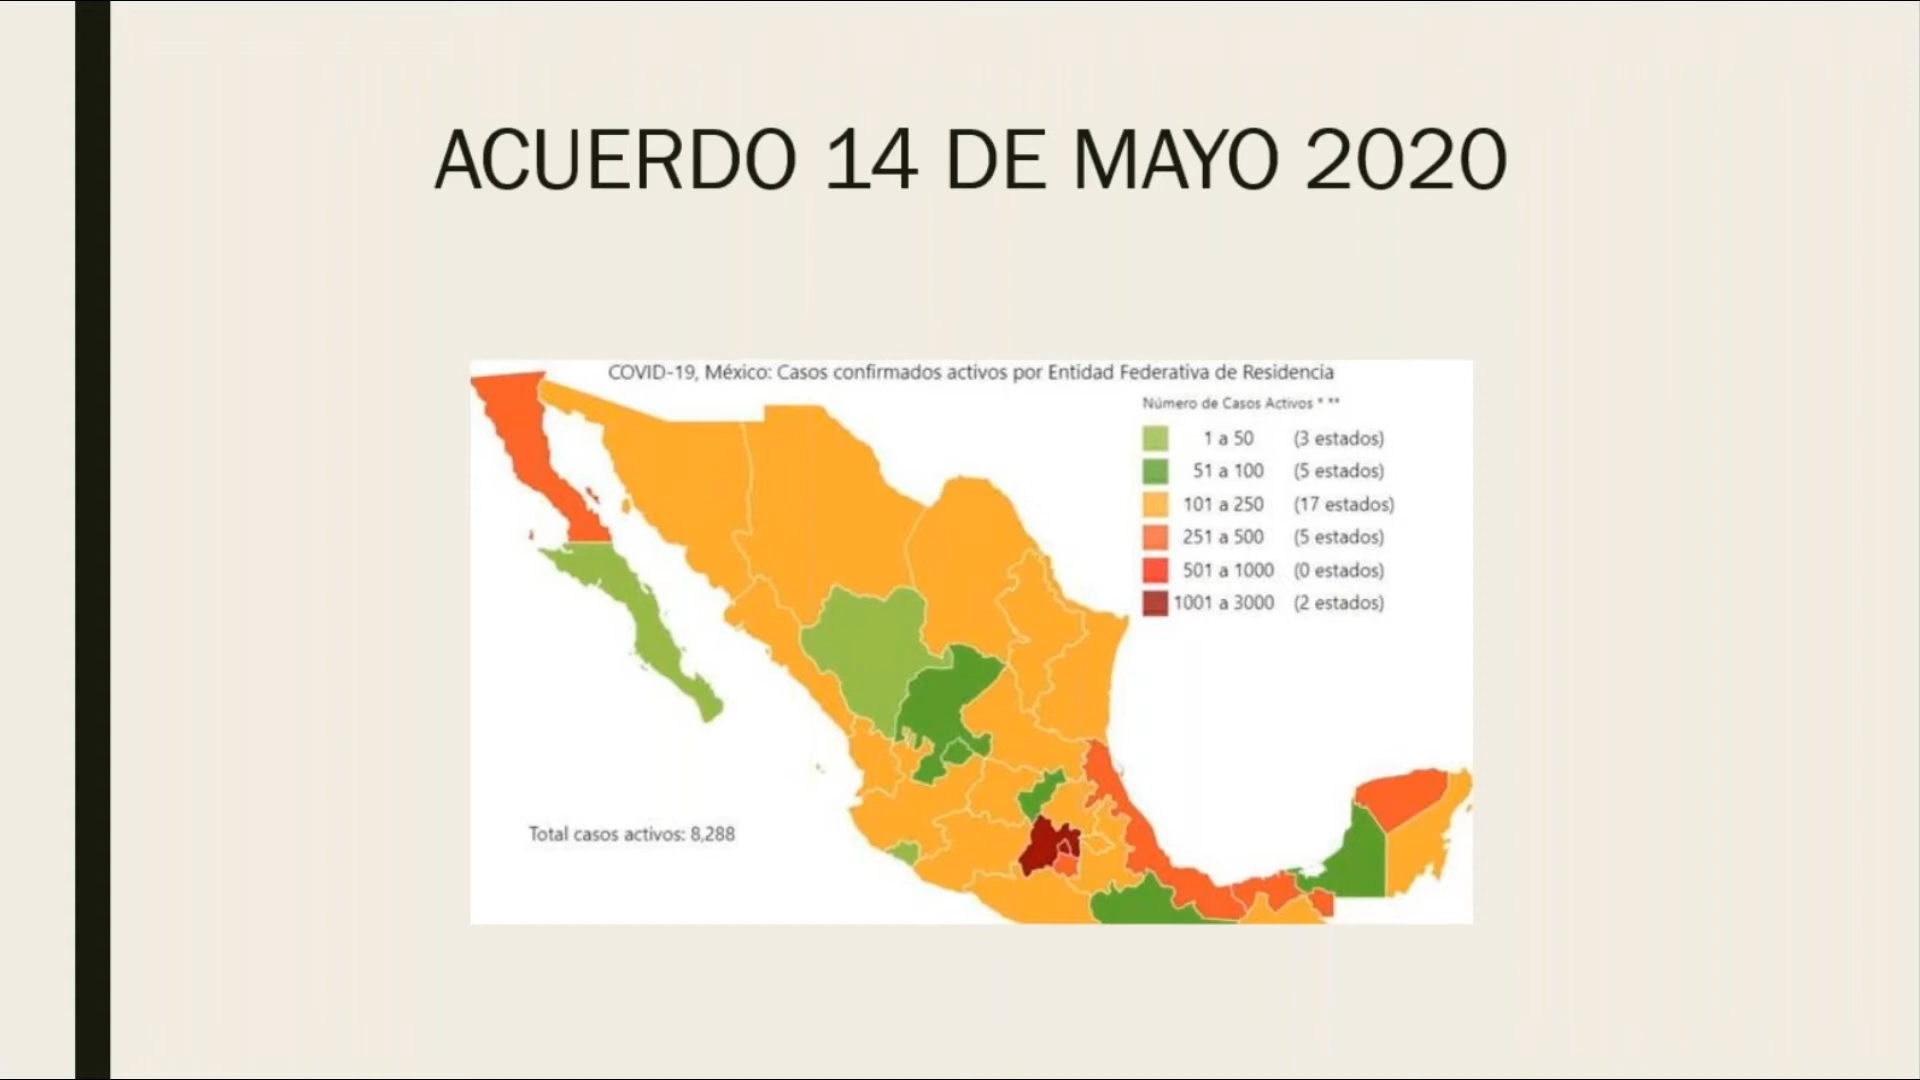 ACUERDO 14 DE MAYO 2020
COVID-19, México: Casos confirmados activos por Entidad Federativa de Residencia
Número de Casos Activos * **
1 a 50 (3 estados)
51 a 100 (5 estados)
101 a 250 (17 estados)
251 a 500 (5 estados)
501 a 1000 (0 estados)
1001 a 3000 (2 estados)
Total casos activos: 8,288